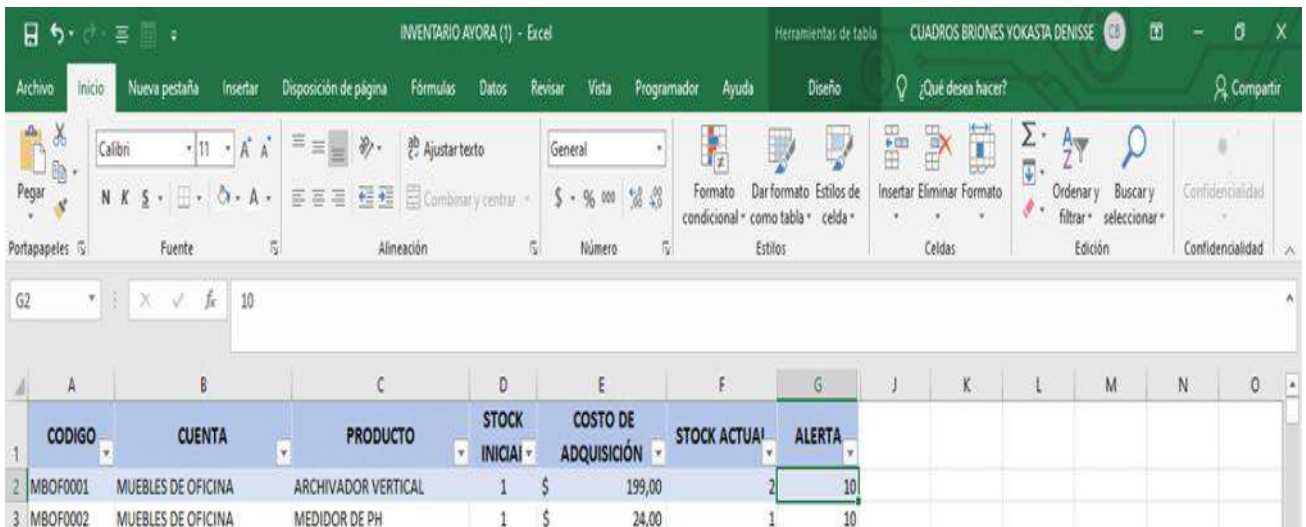 INVENTARIO AYORA (1) - Excel
Herramientas de tabla
CUADROS BRIONES YOKASTA DENISSE CB
Archivo Inicio Nueva pestaña Insertar Disposición de página Fórmulas Datos Revisar Vista Programador Ayuda Diseño ¿Qué desea hacer? Compartir
Calibri 11 A A Ajustar texto General
Pegar N K S A Combinar y centrar $ % 000
Formato condicional Dar formato como tabla Estilos de celda Insertar Eliminar Formato Ordenar y filtrar Buscar y seleccionar Confidencialidad
Portapapeles Fuente Alineación Número Estilos Celdas Edición Confidencialidad
G2 fx 10
A B C D E F G J K L M N O
1 CODIGO CUENTA PRODUCTO STOCK INICIAL COSTO DE ADQUISICIÓN STOCK ACTUAL ALERTA
2 MBOF0001 MUEBLES DE OFICINA ARCHIVADOR VERTICAL 1 $ 199,00 2 10
3 MBOF0002 MUEBLES DE OFICINA MEDIDOR DE PH 1 $ 24,00 1 10